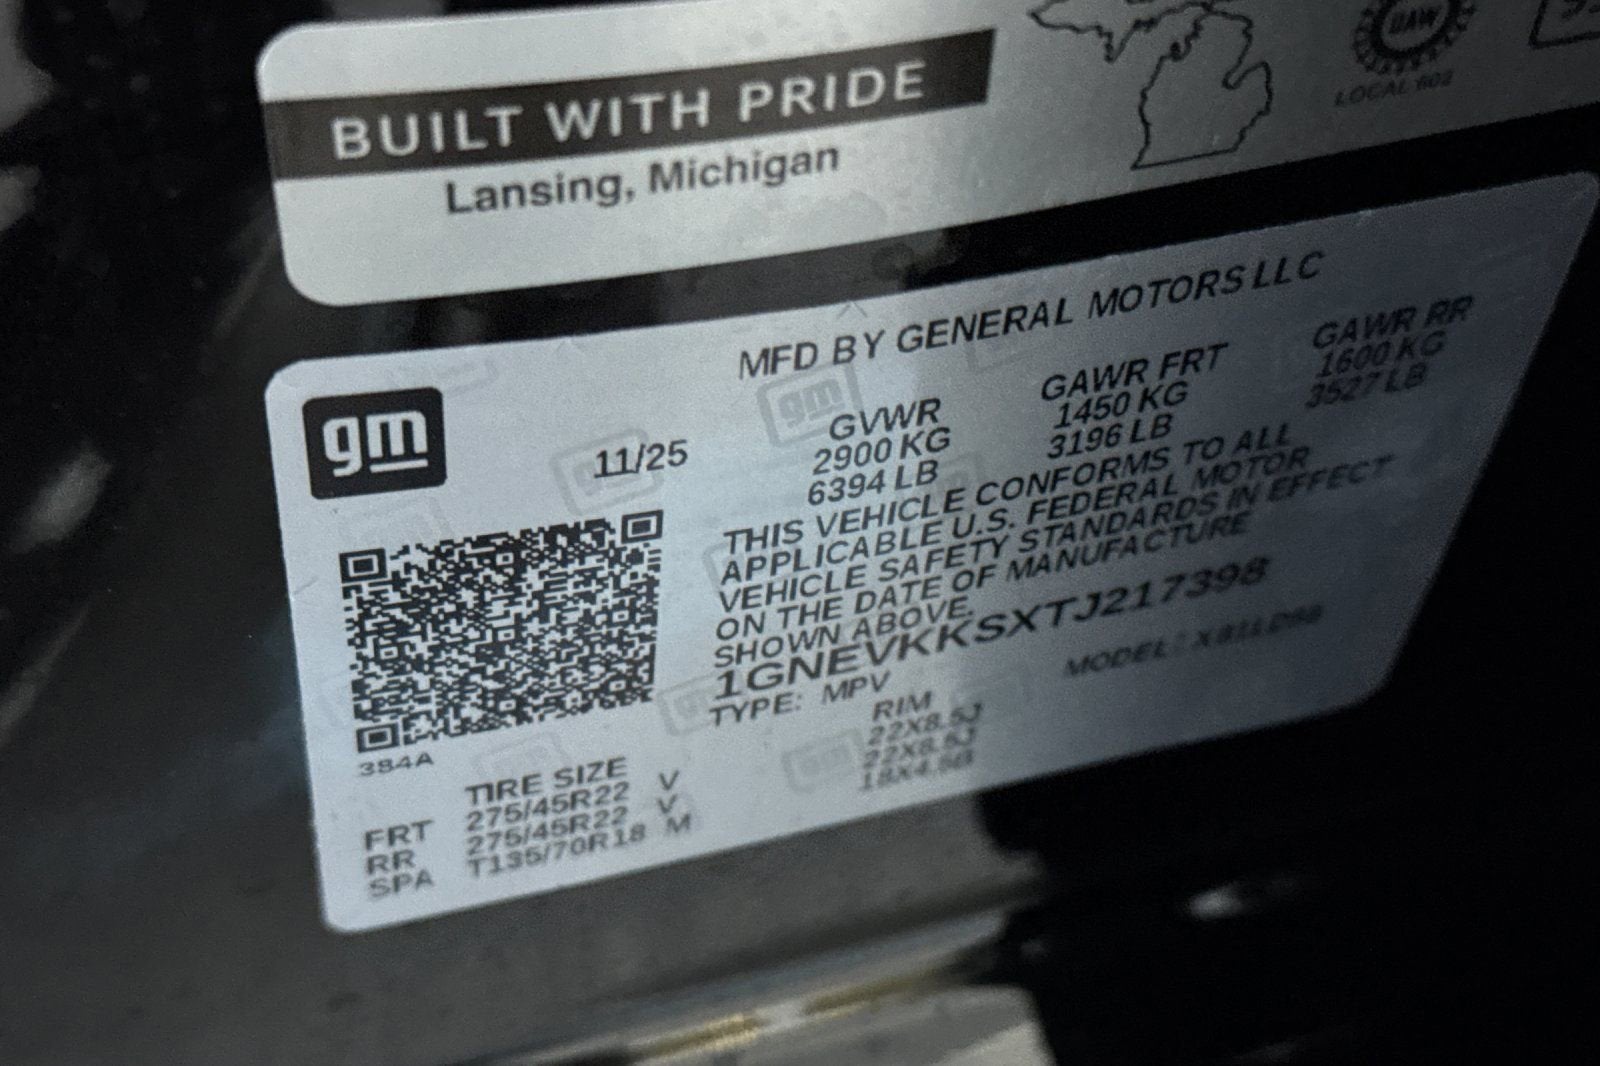 BUILT WITH PRIDE
Lansing, Michigan
UAW
LOCAL 602
gm
MFD BY GENERAL MOTORS LLC
11/25
GVWR GAWR FRT GAWR RR
2900 KG 1450 KG 1600 KG
6394 LB 3196 LB 3527 LB
THIS VEHICLE CONFORMS TO ALL
APPLICABLE U.S. FEDERAL MOTOR
VEHICLE SAFETY STANDARDS IN EFFECT
ON THE DATE OF MANUFACTURE
SHOWN ABOVE.
1GNEVKKSXTJ217398
TYPE: MPV MODEL:
384A
TIRE SIZE RIM
FRT 275/45R22 V 22X8.5J
RR 275/45R22 V 22X8.5J
SPA T135/70R18 M 18X4.5B